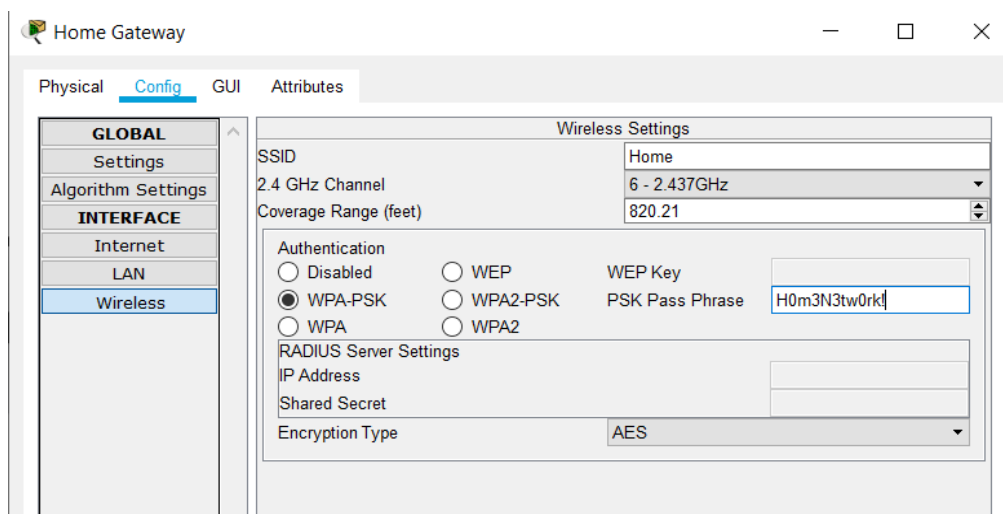 Home Gateway
Physical Config GUI Attributes
GLOBAL
Settings
Algorithm Settings
INTERFACE
Internet
LAN
Wireless
Wireless Settings
SSID Home
2.4 GHz Channel 6 - 2.437GHz
Coverage Range (feet) 820.21
Authentication
Disabled WEP WEP Key
WPA-PSK WPA2-PSK PSK Pass Phrase H0m3N3tw0rk!
WPA WPA2
RADIUS Server Settings
IP Address
Shared Secret
Encryption Type AES